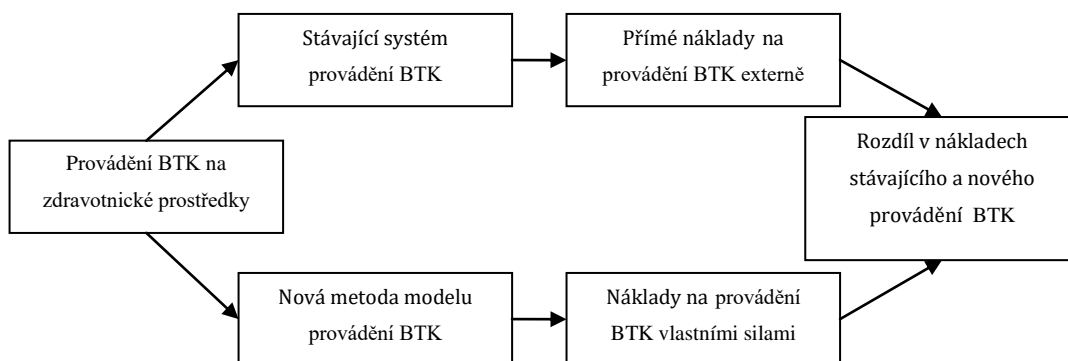 Provádění BTK na
zdravotnické prostředky
Stávající systém
provádění BTK
Přímé náklady na
provádění BTK externě
Nová metoda modelu
provádění BTK
Náklady na provádění
BTK vlastními silami
Rozdíl v nákladech
stávajícího a nového
provádění BTK